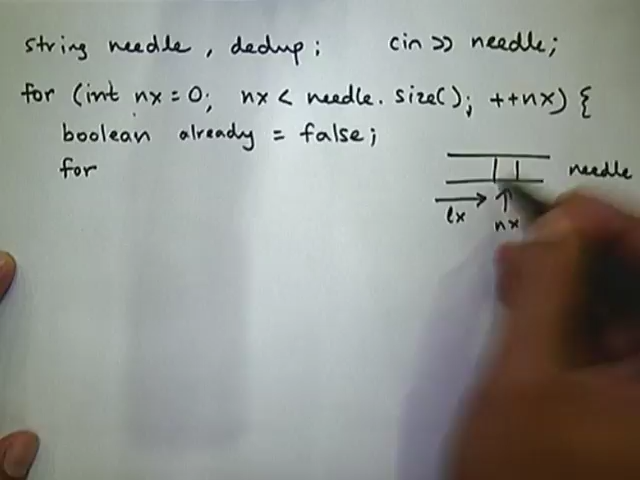 string needle, dedup;    cin >> needle;
for (int nx = 0; nx < needle.size(); ++nx) {
boolean already = false;
for
needle
lx
nx